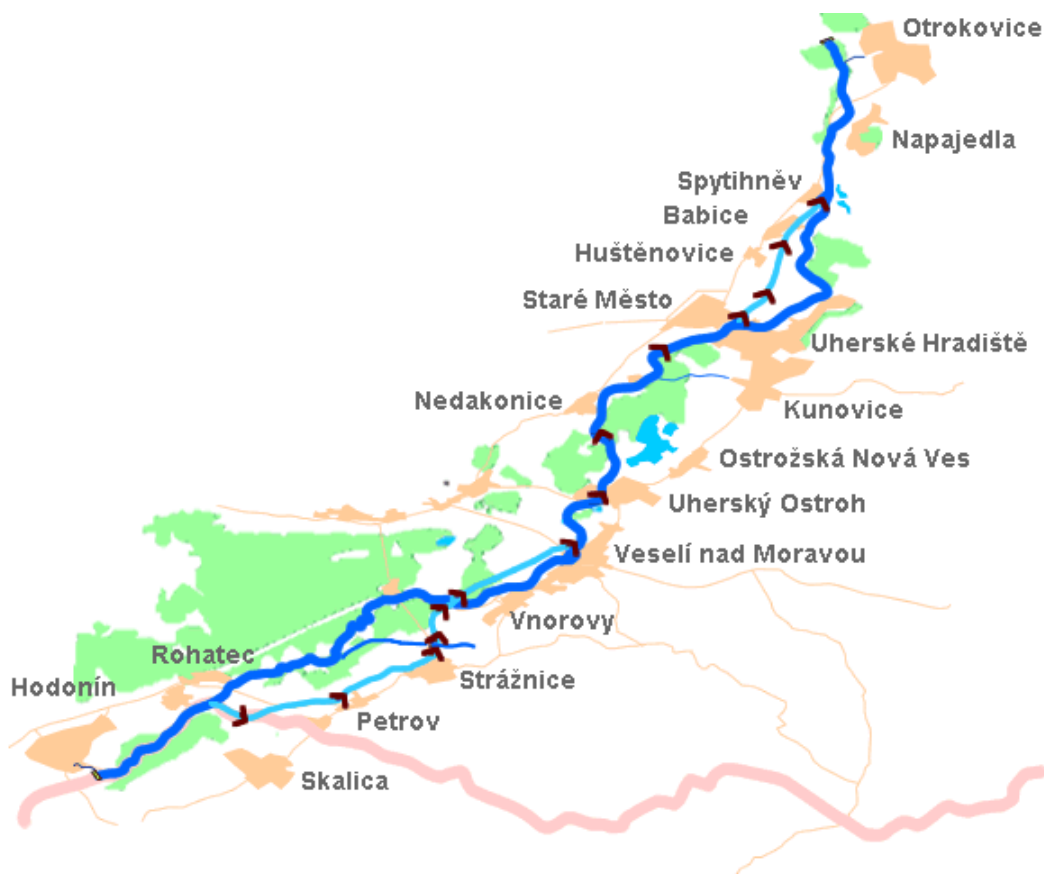 Otrokovice
Napajedla
Spytihněv
Babice
Huštěnovice
Staré Město
Uherské Hradiště
Nedakonice
Kunovice
Ostrožská Nová Ves
Uherský Ostroh
Veselí nad Moravou
Vnorovy
Rohatec
Strážnice
Hodonín
Petrov
Skalica